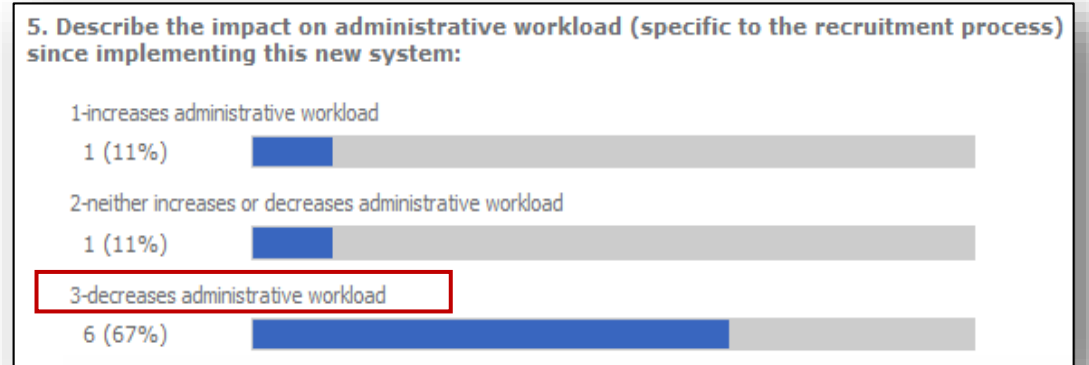 5. Describe the impact on administrative workload (specific to the recruitment process)
since implementing this new system:
1-increases administrative workload
1 (11%)
2-neither increases or decreases administrative workload
1 (11%)
3-decreases administrative workload
6 (67%)